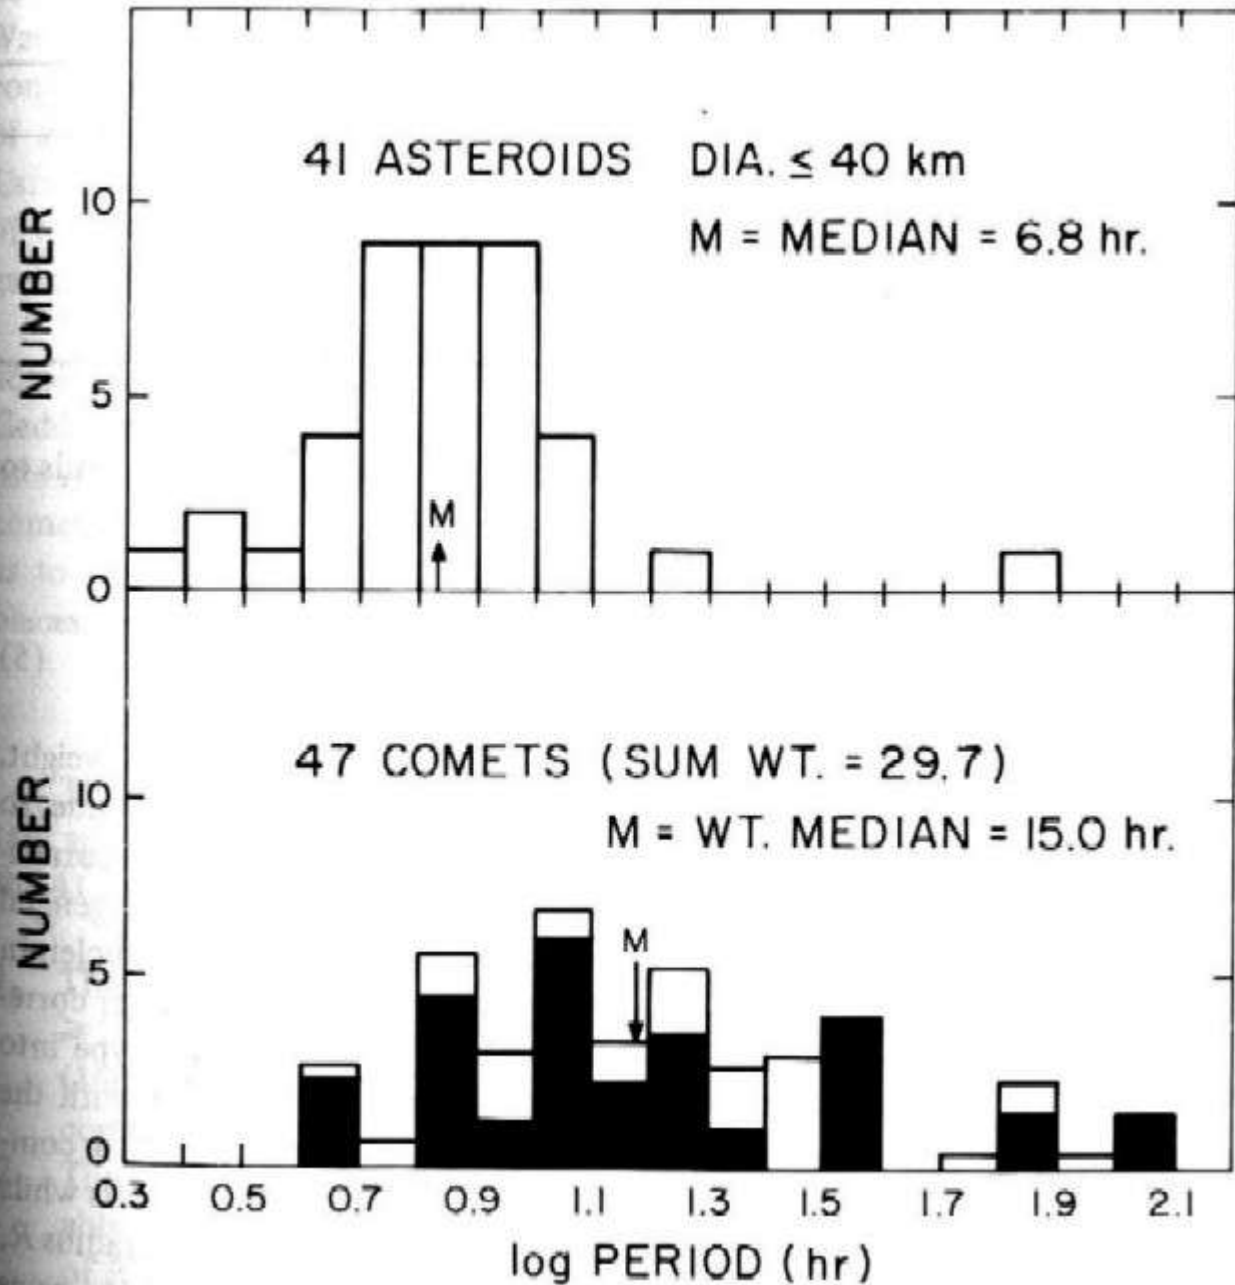 41 ASTEROIDS DIA. ≤ 40 km
M = MEDIAN = 6.8 hr.
NUMBER
10
5
0
M
47 COMETS (SUM WT. = 29.7)
M = WT. MEDIAN = 15.0 hr.
NUMBER
10
5
0
M
0.3 0.5 0.7 0.9 1.1 1.3 1.5 1.7 1.9 2.1
log PERIOD (hr)